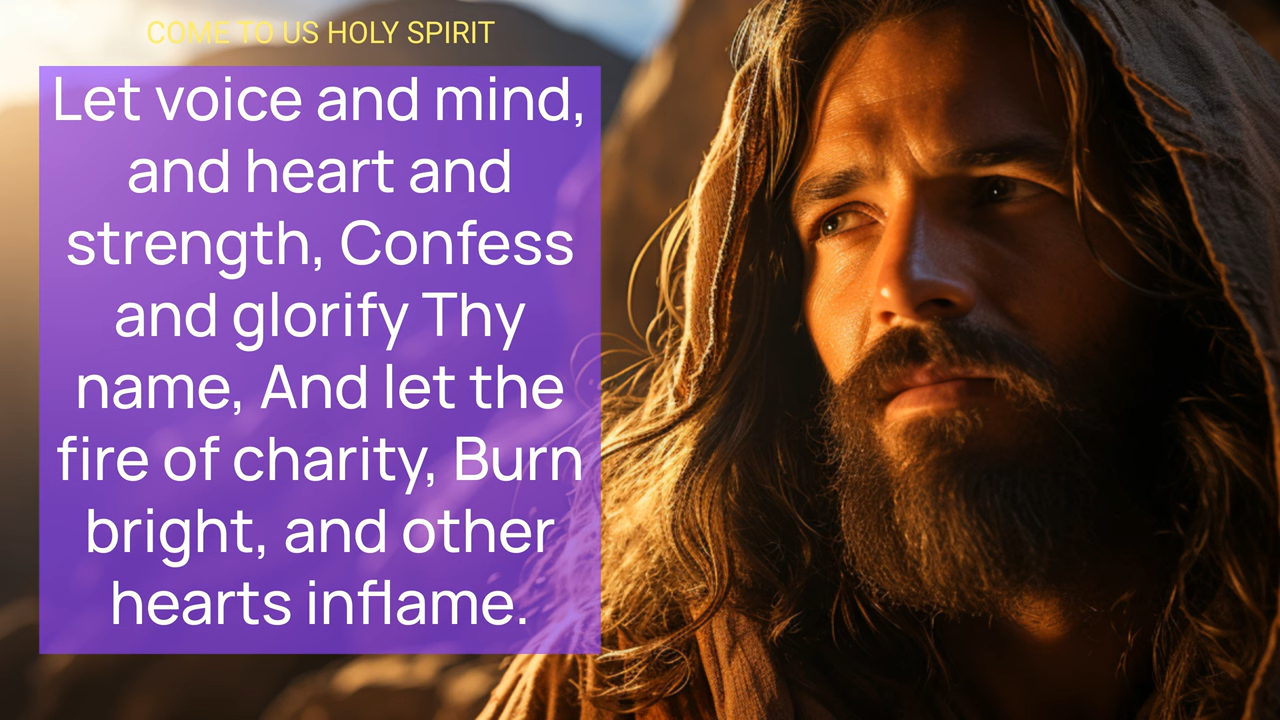 COME TO US HOLY SPIRIT
Let voice and mind,
and heart and
strength, Confess
and glorify Thy
name, And let the
fire of charity, Burn
bright, and other
hearts inflame.